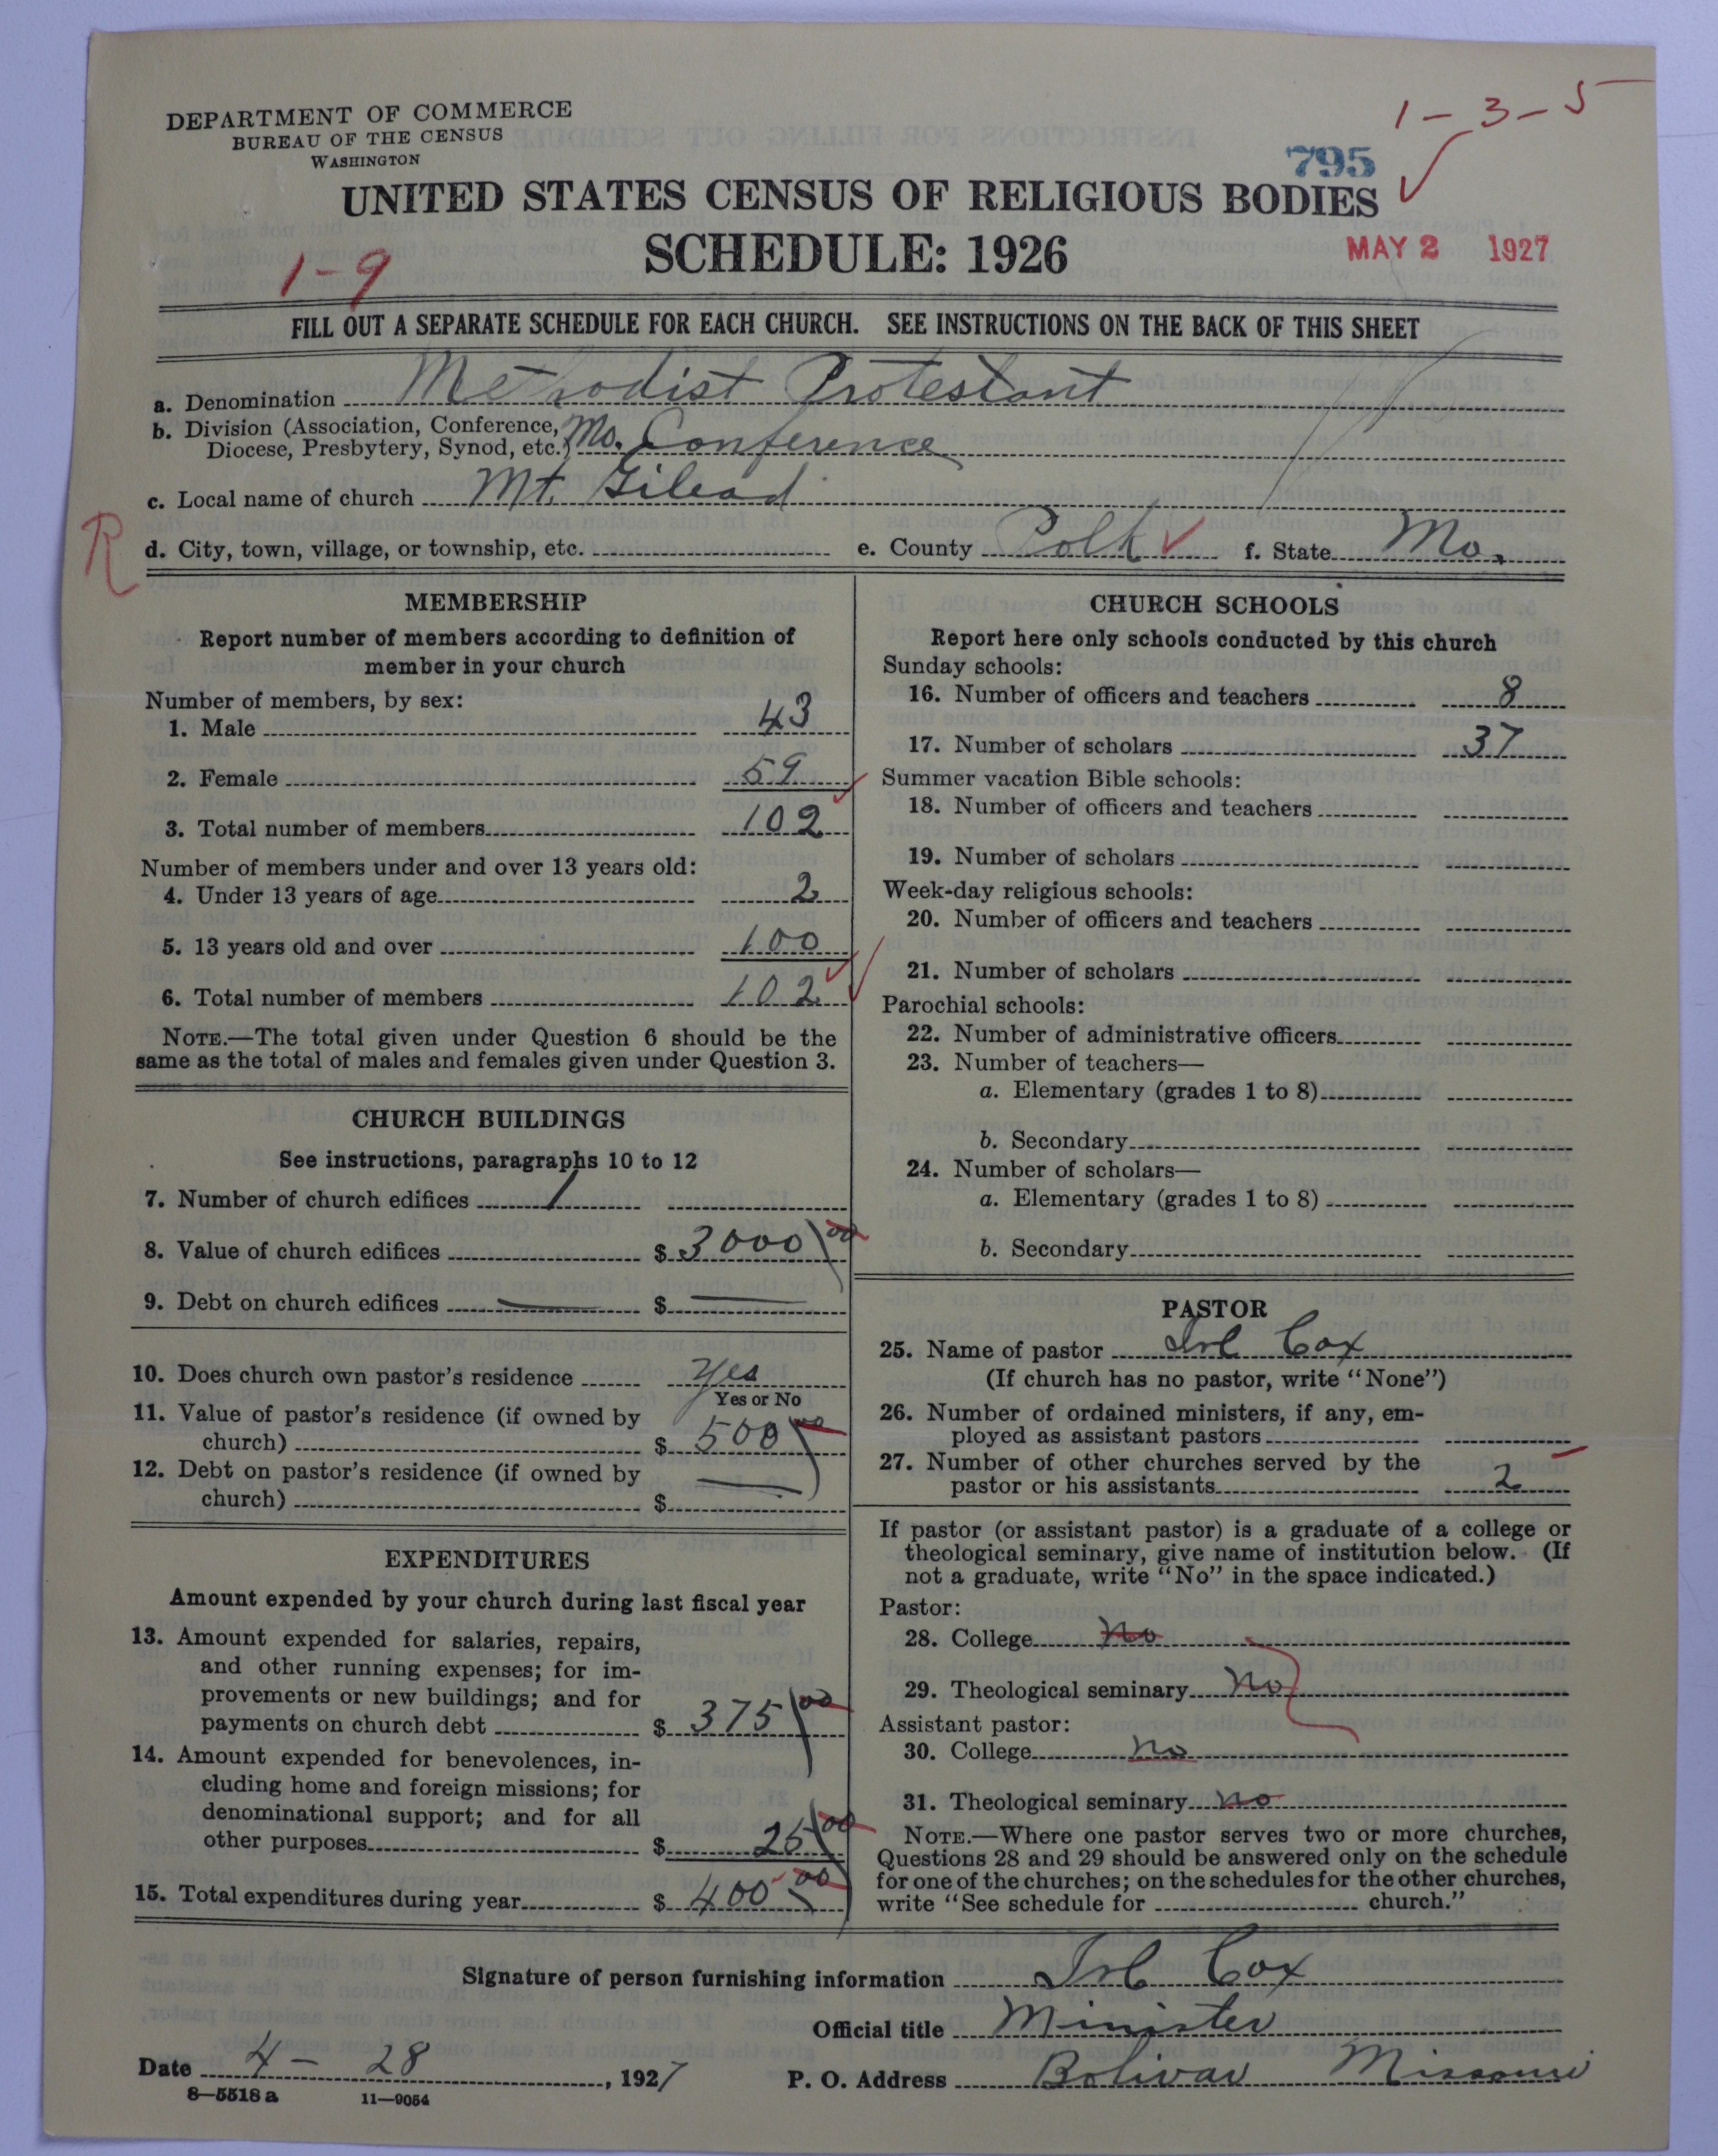 DEPARTMENT OF COMMERCE
BUREAU OF THE CENSUS
WASHINGTON
1-3-5
795
UNITED STATES CENSUS OF RELIGIOUS BODIES
SCHEDULE: 1926
MAY 2 1927
1-9
FILL OUT A SEPARATE SCHEDULE FOR EACH CHURCH. SEE INSTRUCTIONS ON THE BACK OF THIS SHEET
a. Denomination Methodist Protestant
b. Division (Association, Conference, Diocese, Presbytery, Synod, etc.) Mo. Conference
c. Local name of church Mt. Gilead
R
d. City, town, village, or township, etc. e. County Polk f. State Mo.
MEMBERSHIP
Report number of members according to definition of
member in your church
Number of members, by sex:
1. Male 43
2. Female 59
3. Total number of members 102
Number of members under and over 13 years old:
4. Under 13 years of age 2
5. 13 years old and over 100
6. Total number of members 102
NOTE.—The total given under Question 6 should be the
same as the total of males and females given under Question 3.
CHURCH BUILDINGS
See instructions, paragraphs 10 to 12
7. Number of church edifices 1
8. Value of church edifices $ 3000 00
9. Debt on church edifices — $ —
10. Does church own pastor's residence Yes
Yes or No
11. Value of pastor's residence (if owned by
church) $ 500 00
12. Debt on pastor's residence (if owned by
church) $ —
EXPENDITURES
Amount expended by your church during last fiscal year
13. Amount expended for salaries, repairs,
and other running expenses; for im-
provements or new buildings; and for
payments on church debt $ 375 00
14. Amount expended for benevolences, in-
cluding home and foreign missions; for
denominational support; and for all
other purposes $ 25 00
15. Total expenditures during year $ 400 00
CHURCH SCHOOLS
Report here only schools conducted by this church
Sunday schools:
16. Number of officers and teachers 8
17. Number of scholars 37
Summer vacation Bible schools:
18. Number of officers and teachers
19. Number of scholars
Week-day religious schools:
20. Number of officers and teachers
21. Number of scholars
Parochial schools:
22. Number of administrative officers
23. Number of teachers—
a. Elementary (grades 1 to 8)
b. Secondary
24. Number of scholars—
a. Elementary (grades 1 to 8)
b. Secondary
PASTOR
25. Name of pastor Cox
(If church has no pastor, write "None")
26. Number of ordained ministers, if any, em-
ployed as assistant pastors
27. Number of other churches served by the
pastor or his assistants 2
If pastor (or assistant pastor) is a graduate of a college or
theological seminary, give name of institution below. (If
not a graduate, write "No" in the space indicated.)
Pastor:
28. College no
29. Theological seminary no
Assistant pastor:
30. College no
31. Theological seminary no
NOTE.—Where one pastor serves two or more churches,
Questions 28 and 29 should be answered only on the schedule
for one of the churches; on the schedules for the other churches,
write "See schedule for church."
Signature of person furnishing information Cox
Official title Minister
Date 4 - 28, 1927 P. O. Address Bolivar Missouri
8-5518 a 11-9054